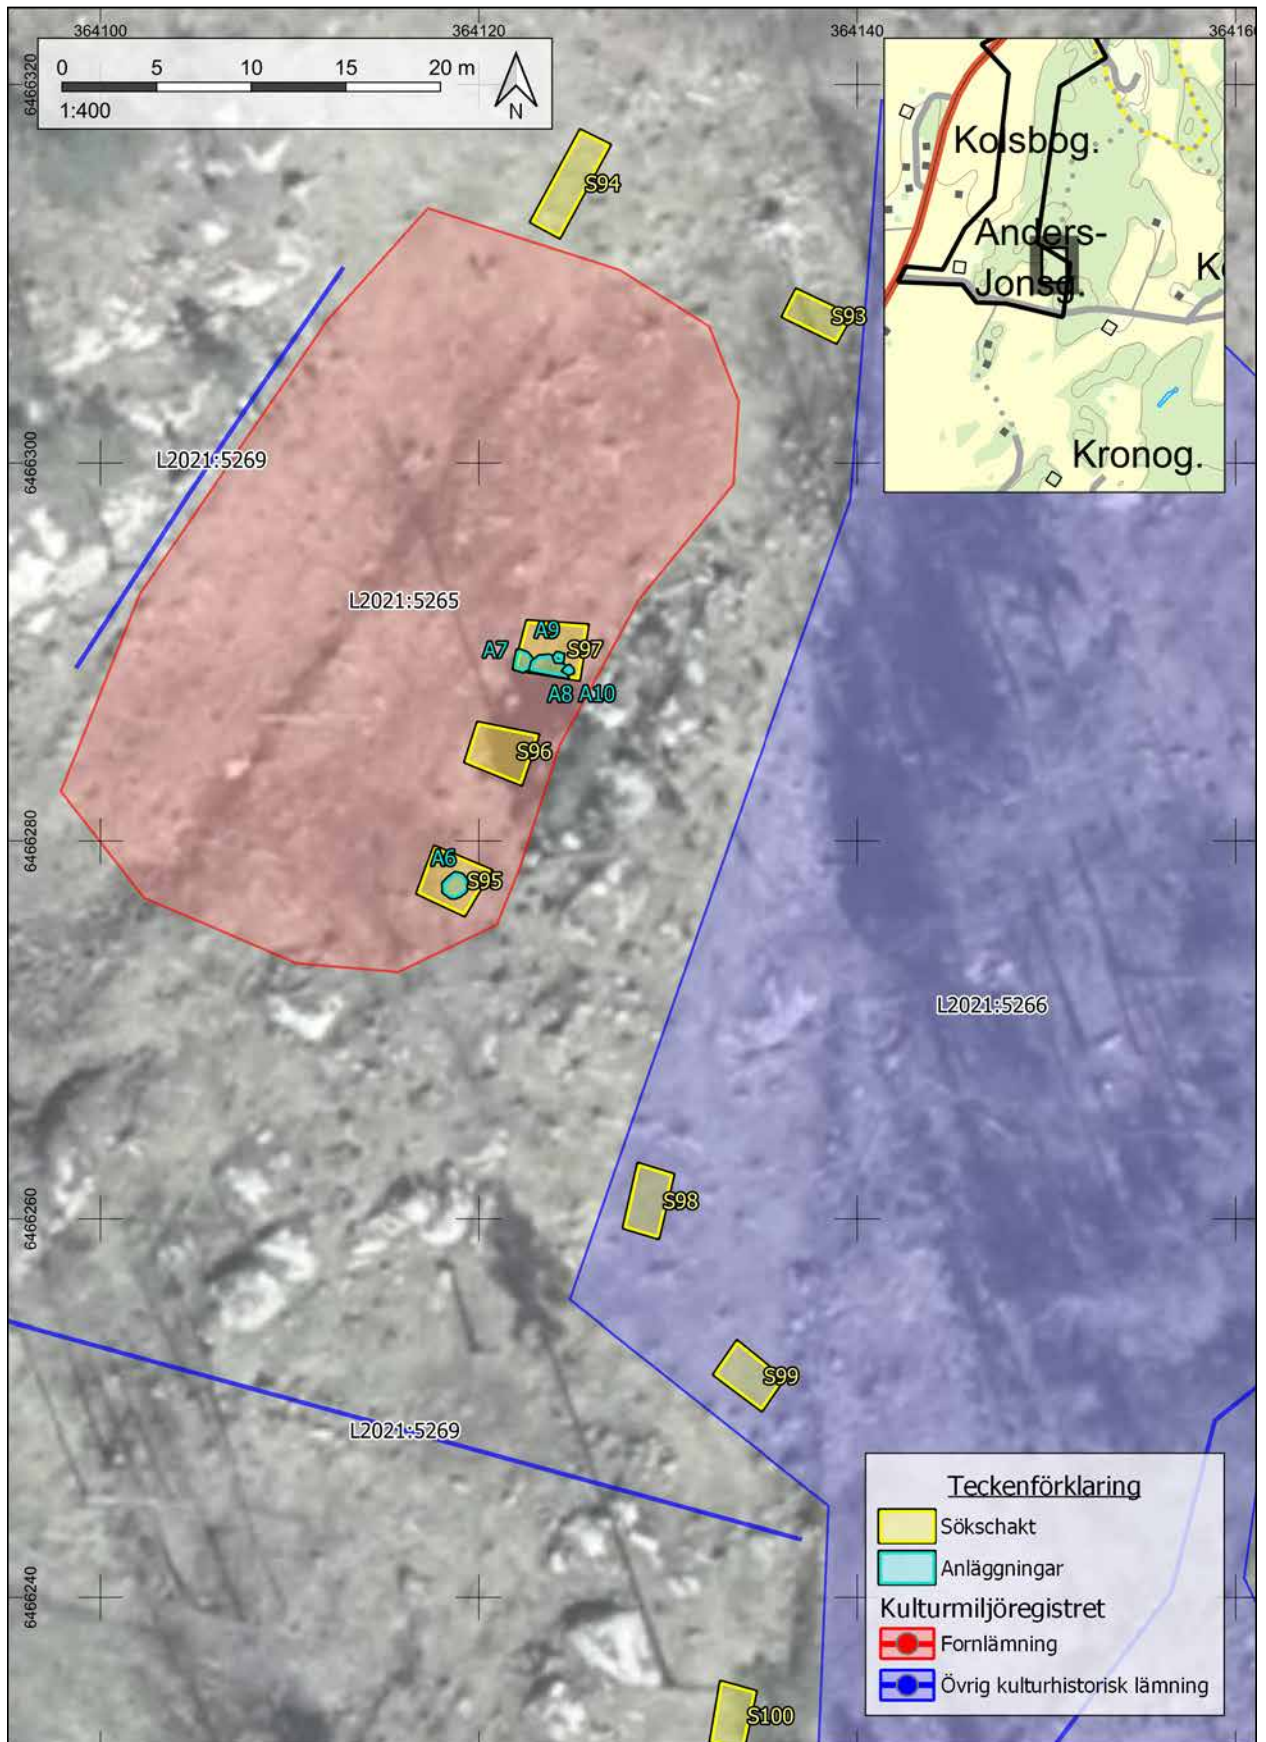 364100
364120
364140
36416
6466320
0 5 10 15 20 m
1:400
N
Kolsbog.
Anders-
Jonsg.
K
Kronog.
S94
S93
6466300
L2021:5269
L2021:5265
A9
A7
S97
A8 A10
S96
6466280
A6
S95
L2021:5266
6466260
S98
S99
L2021:5269
6466240
S100
Teckenförklaring
Sökschakt
Anläggningar
Kulturmiljöregistret
Fornlämning
Övrig kulturhistorisk lämning